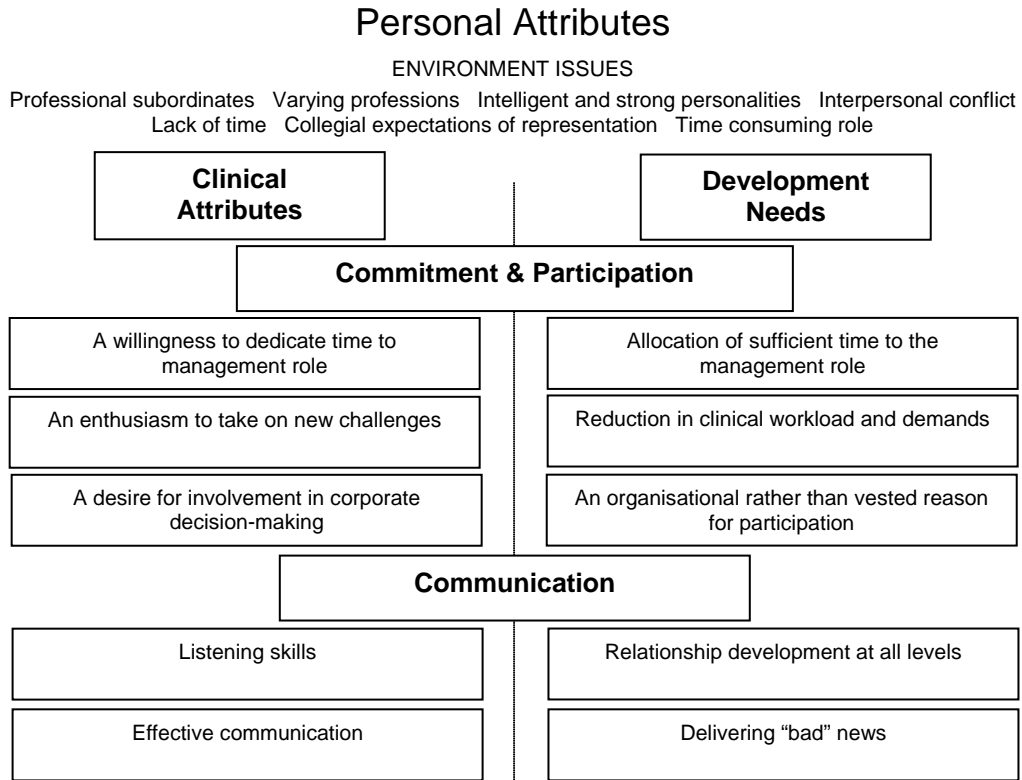 Personal Attributes
ENVIRONMENT ISSUES
Professional subordinates   Varying professions   Intelligent and strong personalities   Interpersonal conflict
Lack of time   Collegial expectations of representation   Time consuming role
Clinical
Attributes
Development
Needs
Commitment & Participation
A willingness to dedicate time to
management role
Allocation of sufficient time to the
management role
An enthusiasm to take on new challenges
Reduction in clinical workload and demands
A desire for involvement in corporate
decision-making
An organisational rather than vested reason
for participation
Communication
Listening skills
Relationship development at all levels
Effective communication
Delivering “bad” news